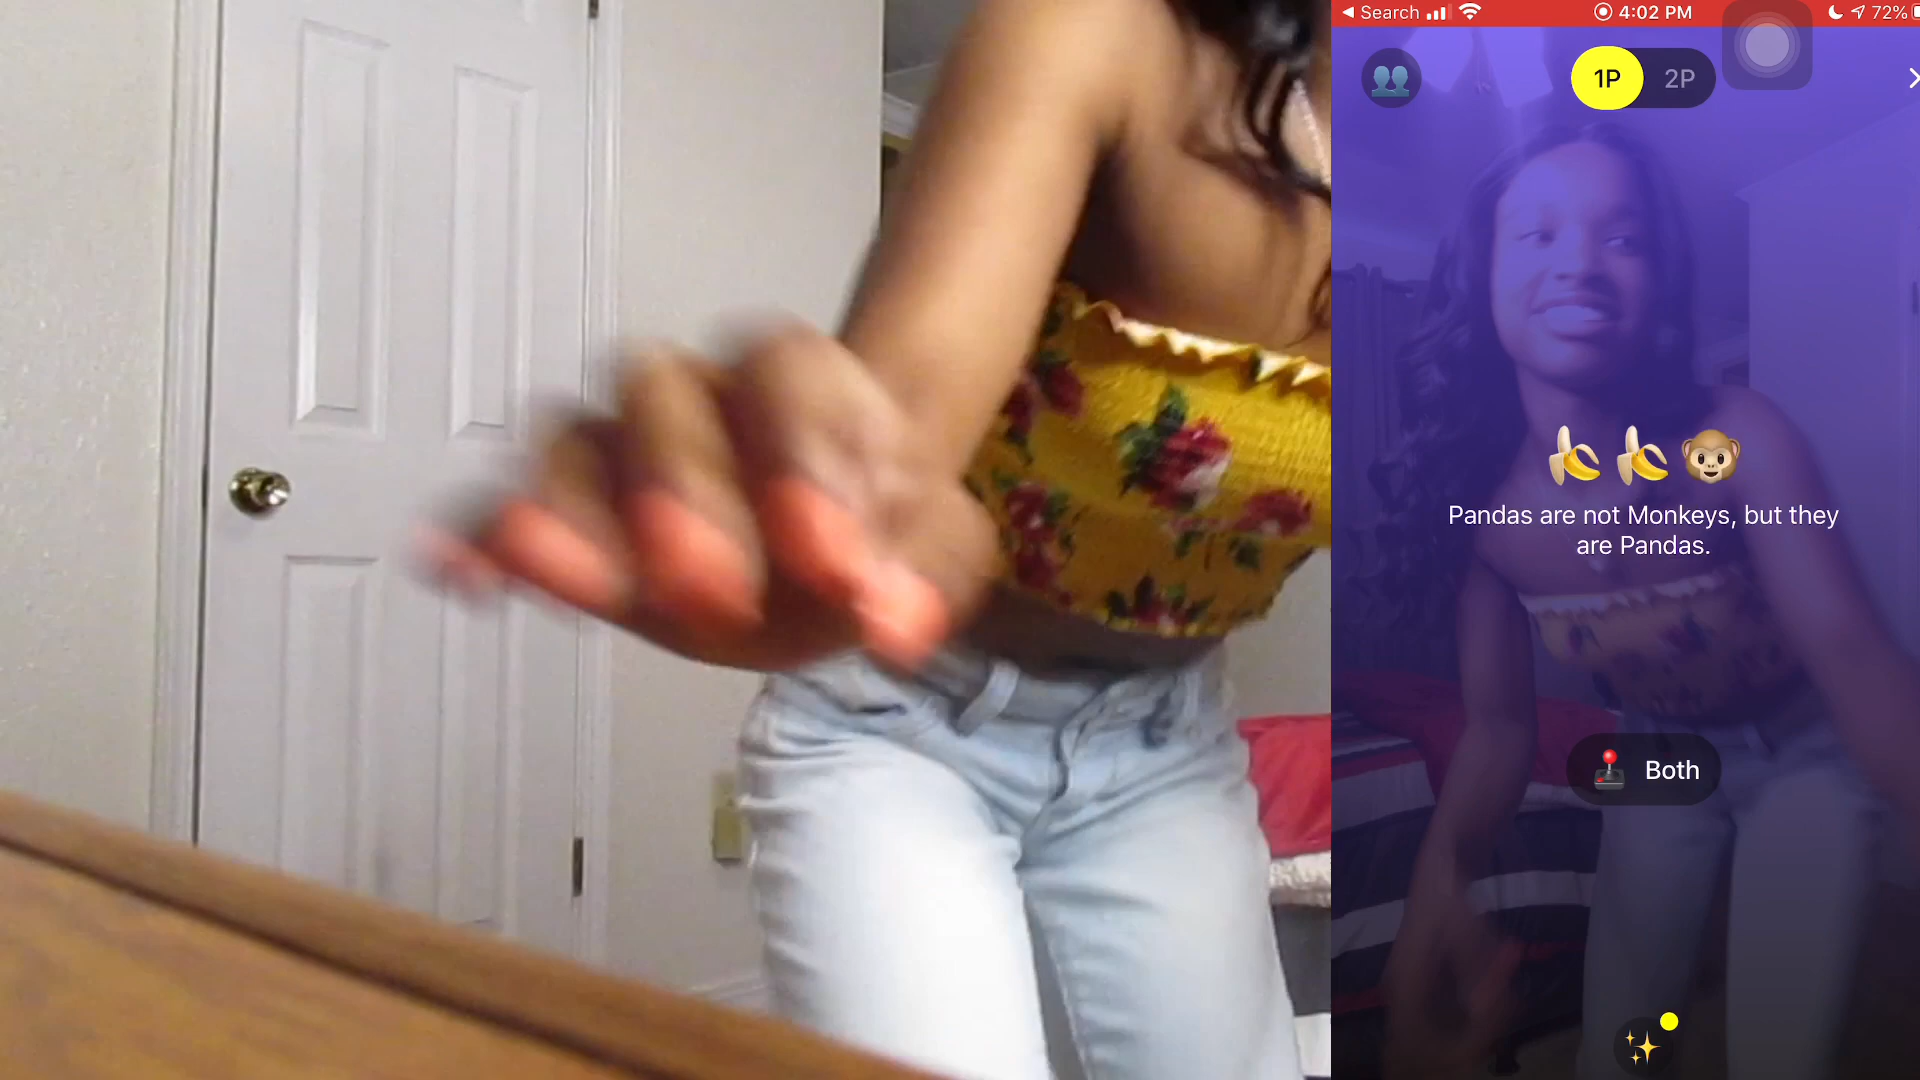 Search 4:02 PM 72%
1P 2P
Pandas are not Monkeys, but they
are Pandas.
Both